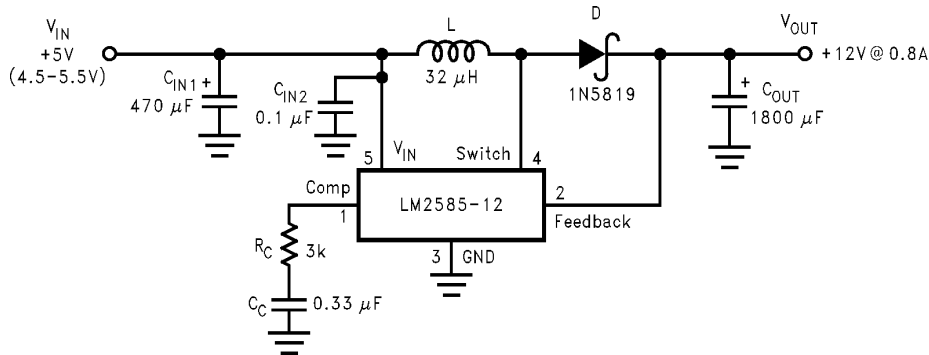 V_IN
+5V
(4.5-5.5V)
C_IN1 +
470 μF
C_IN2
0.1 μF
L
32 μH
D
1N5819
V_OUT
+12V @ 0.8A
+
C_OUT
1800 μF
5
V_IN
Switch
4
Comp
1
LM2585-12
2
Feedback
3
GND
R_C
3k
C_C
0.33 μF